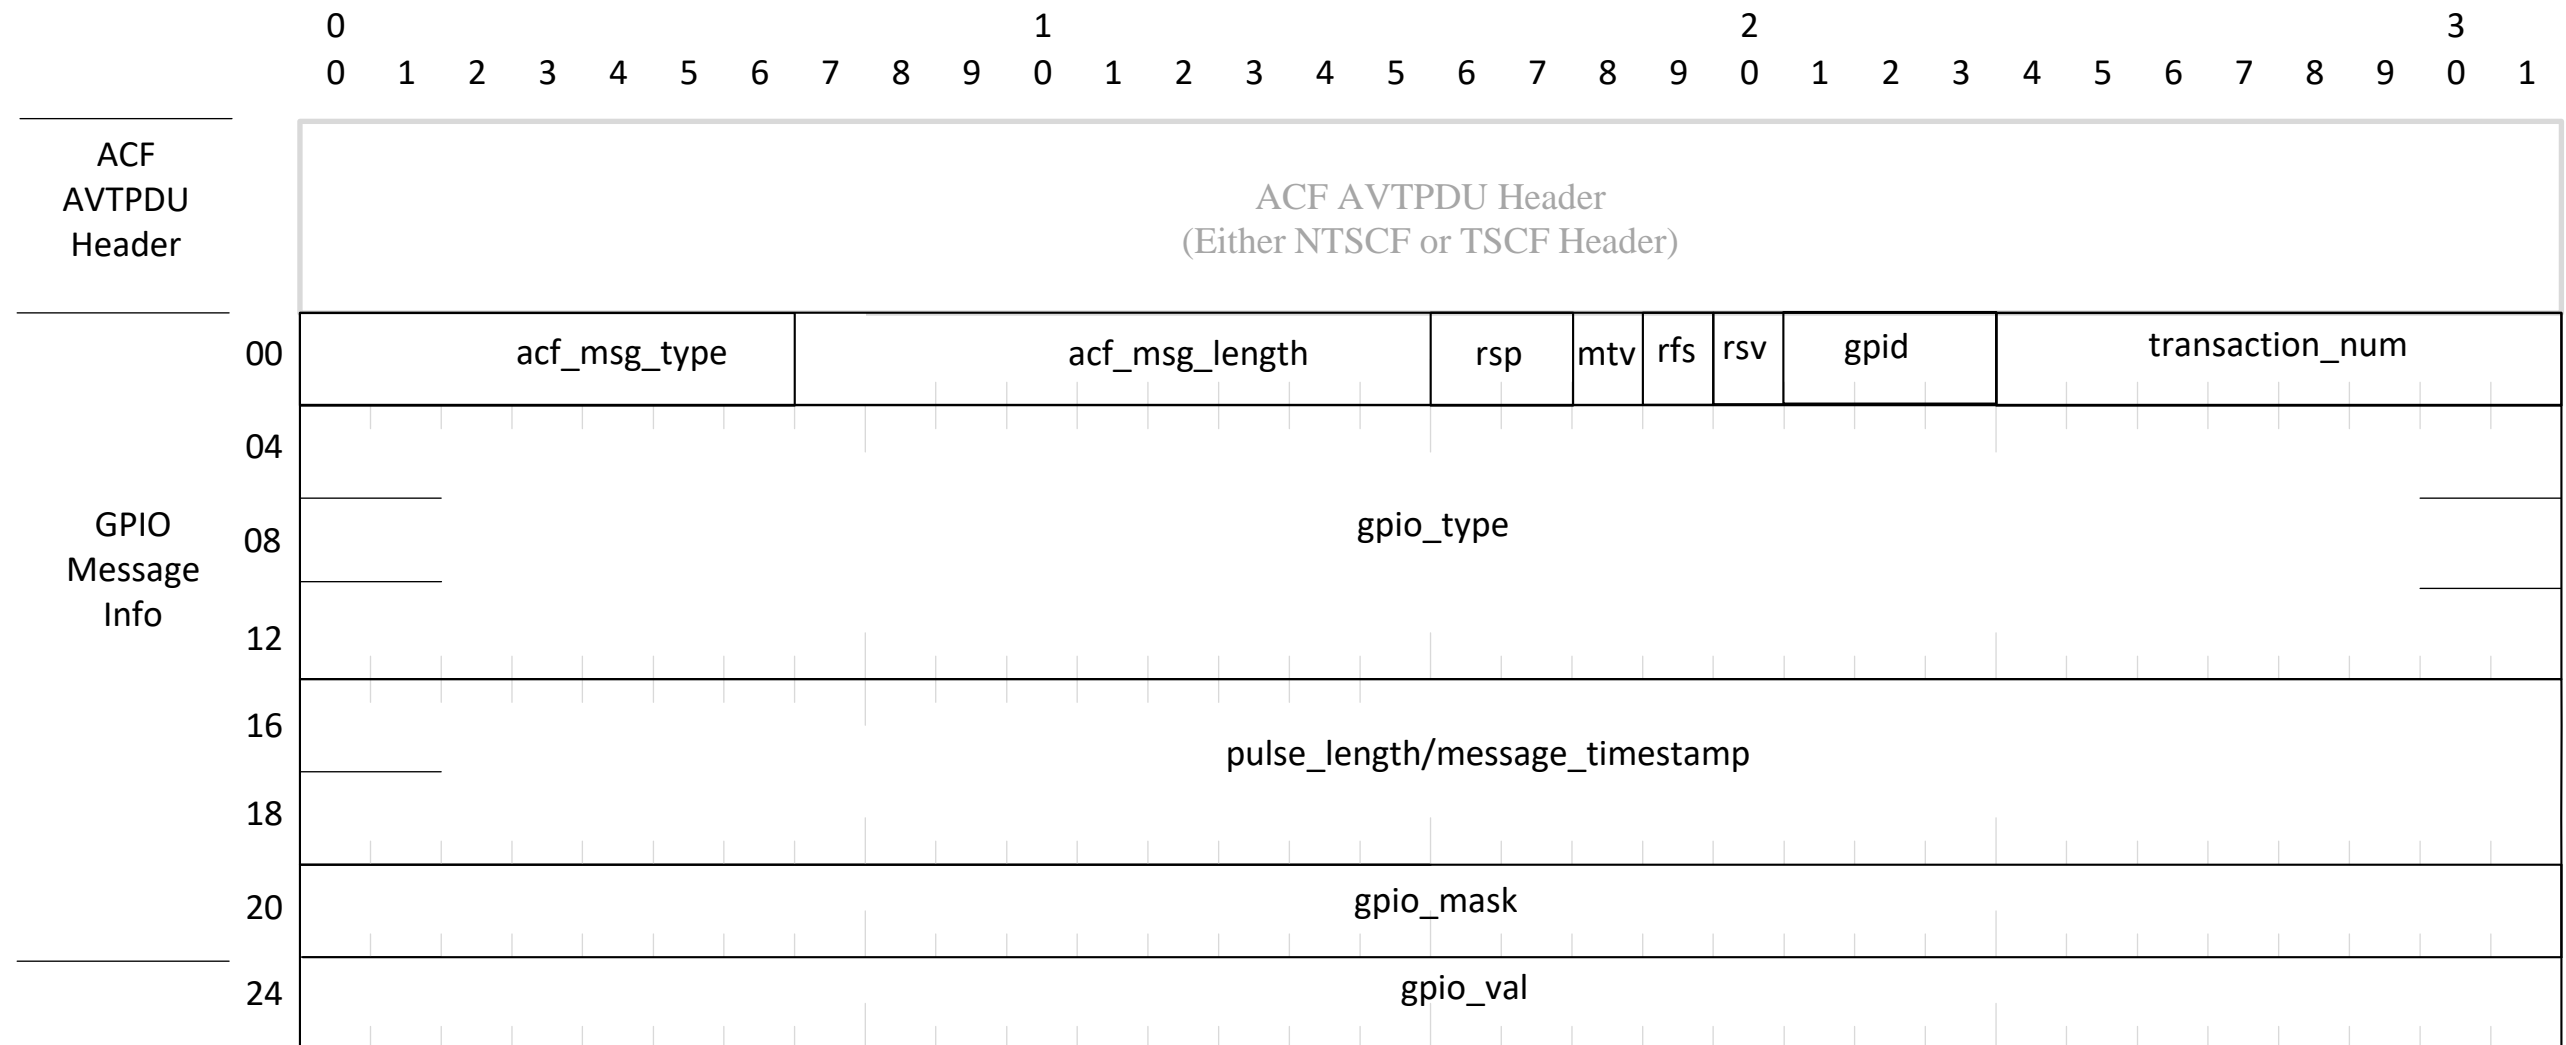 0 1 2 3
0 1 2 3 4 5 6 7 8 9 0 1 2 3 4 5 6 7 8 9 0 1 2 3 4 5 6 7 8 9 0 1
ACF
AVTPDU
Header
ACF AVTPDU Header
(Either NTSCF or TSCF Header)
00 acf_msg_type acf_msg_length rsp mtv rfs rsv gpid transaction_num
04
GPIO
Message
Info
08 gpio_type
12
16
pulse_length/message_timestamp
18
20 gpio_mask
24 gpio_val